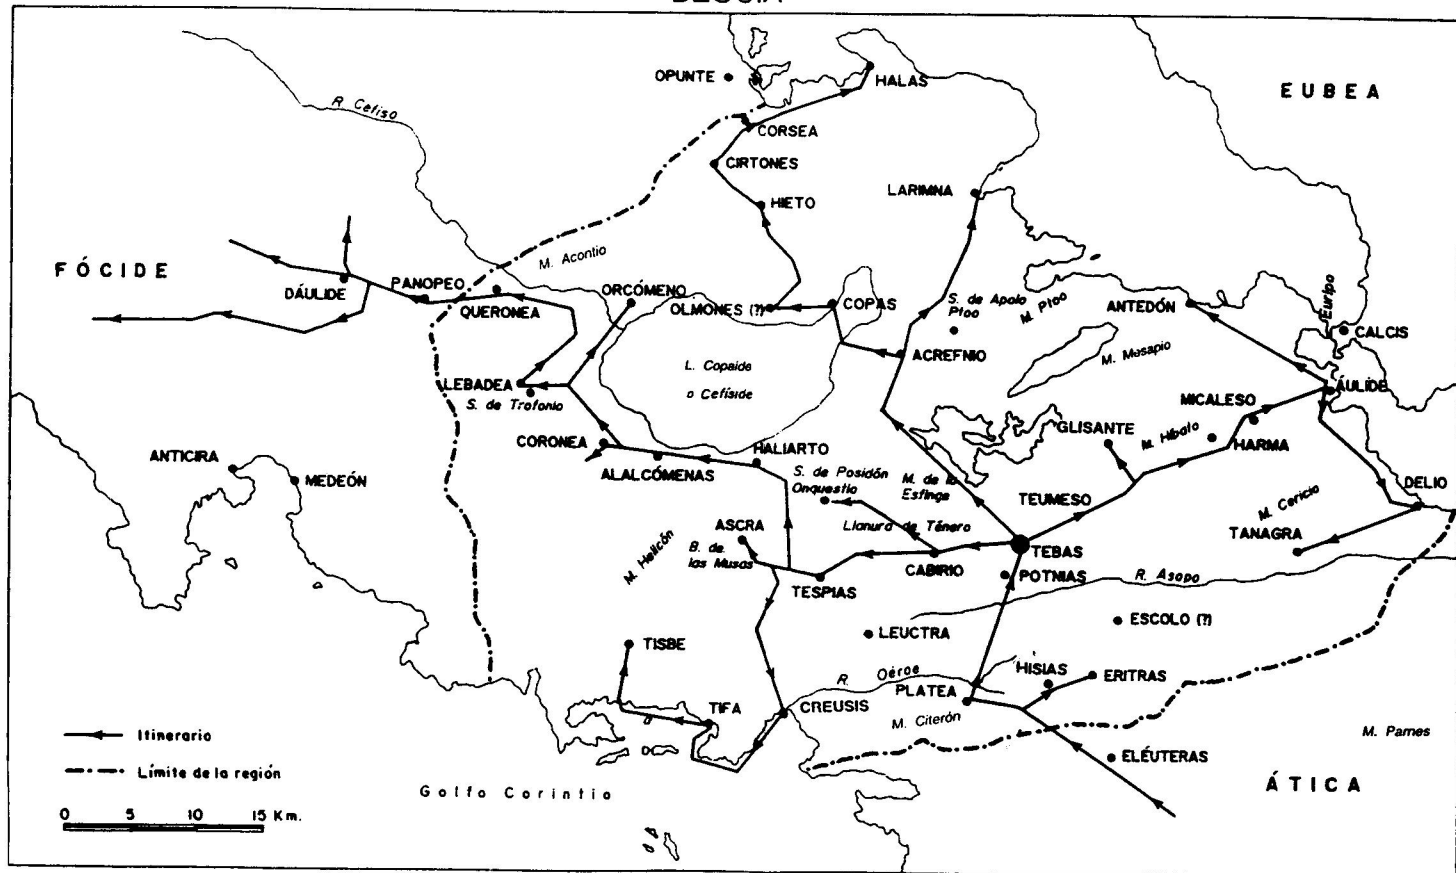 BEOCIA
OPUNTE
HALAS
EUBEA
R. Cefiso
CORSEA
CIRTONES
LARIMNA
HIETO
M. Acontio
FÓCIDE
DÁULIDE
PANOPEO
QUERONEA
ORCÓMENO
OLMONES (?)
COPAS
S. de Apolo
Ptoo
M. Ptoo
ANTEDÓN
Euripo
CALCIS
ACREFNIO
M. Mesapio
L. Copaide
o Cefíside
LEBADEA
S. de Trofonio
ÁULIDE
MICALESO
GLISANTE
M. Hípato
HARMA
CORONEA
HALIARTO
ALALCÓMENAS
ANTICIRA
MEDEÓN
S. de Posidón
Onquestio
M. de la
Esfinge
TEUMESO
DELIO
M. Cericio
TANAGRA
ASCRA
Llanura de Ténero
M. Helicón
B. de
las Musas
TEBAS
CABIRIO
TESPIAS
POTNIAS
R. Asopo
LEUCTRA
ESCOLO (?)
TISBE
HISIAS
ERITRAS
R. Oéroe
PLATEA
TIFA
CREUSIS
M. Citerón
M. Parnes
Itinerario
ELÉUTERAS
Límite de la región
ÁTICA
Golfo Corintio
0 5 10 15 Km.